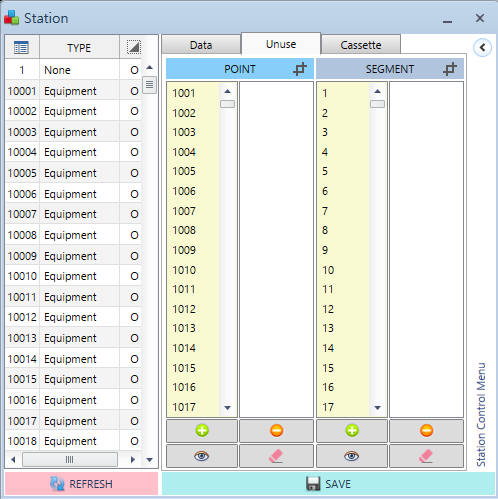 Station
TYPE
1 None O
10001 Equipment O
10002 Equipment O
10003 Equipment O
10004 Equipment O
10005 Equipment O
10006 Equipment O
10007 Equipment O
10008 Equipment O
10009 Equipment O
10010 Equipment O
10011 Equipment O
10012 Equipment O
10013 Equipment O
10014 Equipment O
10015 Equipment O
10016 Equipment O
10017 Equipment O
10018 Equipment O
REFRESH
Data Unuse Cassette
POINT SEGMENT
1001 1
1002 2
1003 3
1004 4
1005 5
1006 6
1007 7
1008 8
1009 9
1010 10
1011 11
1012 12
1013 13
1014 14
1015 15
1016 16
1017 17
SAVE
Station Control Menu